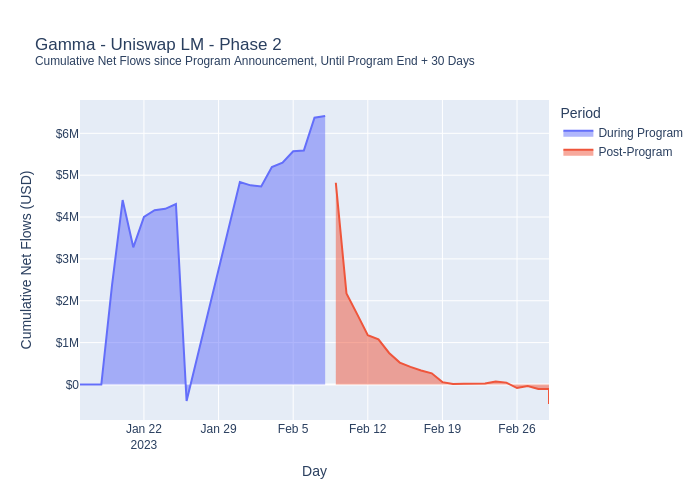 Gamma - Uniswap LM - Phase 2
Cumulative Net Flows since Program Announcement, Until Program End + 30 Days
Period
During Program
Post-Program
Cumulative Net Flows (USD)
$6M
$5M
$4M
$3M
$2M
$1M
$0
Jan 22
2023
Jan 29
Feb 5
Feb 12
Feb 19
Feb 26
Day